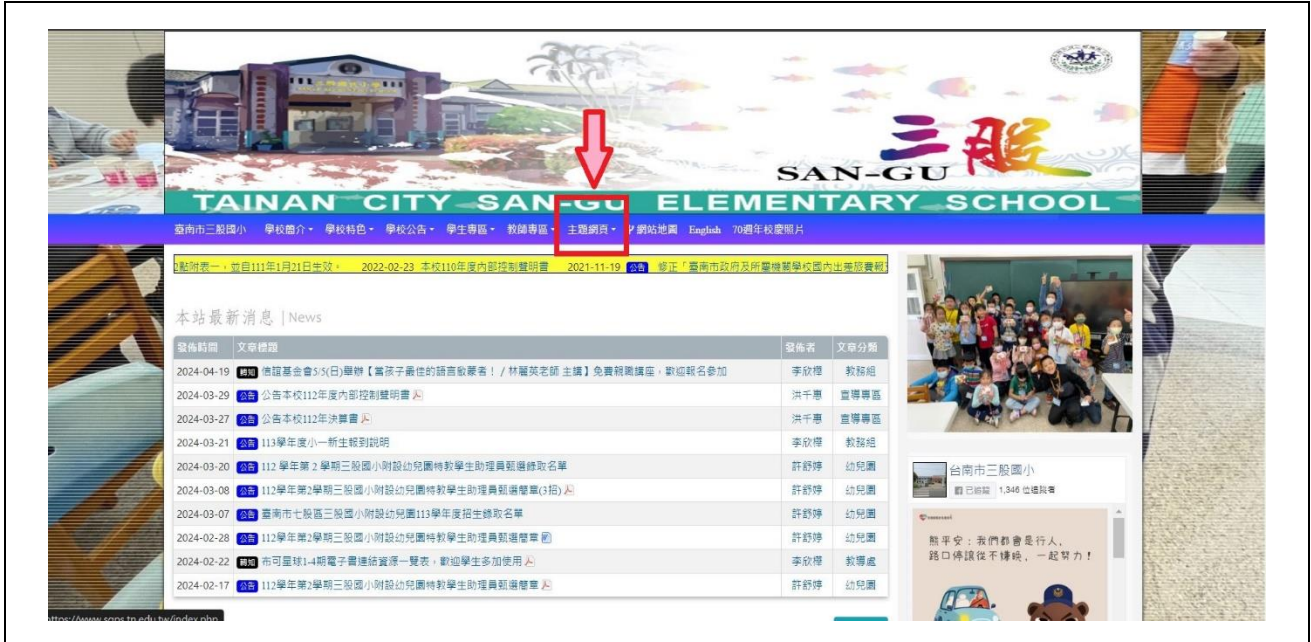 三股
SAN-GU
TAINAN CITY SAN-GU ELEMENTARY SCHOOL
臺南市三股國小 學校簡介 學校特色 學校公告 學生專區 教師專區 主題網頁 網站地圖 English 70週年校慶照片
點附表一,並自111年1月21日生效。 2022-02-23 本校110年度內部控制聲明書 2021-11-19 公告 修正「臺南市政府及所屬機關學校國內出差旅費報
本站最新消息 | News
發佈時間 文章標題 發佈者 文章分類
2024-04-19 轉知 信誼基金會5/5(日)舉辦【當孩子最佳的語言啟蒙者! / 林麗英老師 主講】免費親職講座,歡迎報名參加 李欣樺 教務組
2024-03-29 公告 公告本校112年度內部控制聲明書 洪千惠 宣導專區
2024-03-27 公告 公告本校112年決算書 洪千惠 宣導專區
2024-03-21 公告 113學年度小一新生報到說明 李欣樺 教務組
2024-03-20 公告 112 學年第 2 學期三股國小附設幼兒園特教學生助理員甄選錄取名單 許舒婷 幼兒園
2024-03-08 公告 112學年第2學期三股國小附設幼兒園特教學生助理員甄選簡章(3招) 許舒婷 幼兒園
2024-03-07 公告 臺南市七股區三股國小附設幼兒園113學年度招生錄取名單 許舒婷 幼兒園
2024-02-28 公告 112學年第2學期三股國小附設幼兒園特教學生助理員甄選簡章 許舒婷 幼兒園
2024-02-22 轉知 布可星球1-4期電子書連結資源一覽表,歡迎學生多加使用 李欣樺 教導處
2024-02-17 公告 112學年第2學期三股國小附設幼兒園特教學生助理員甄選簡章 許舒婷 幼兒園
台南市三股國小
已追蹤 1,346 位追蹤者
熊平安:我們都會是行人,
路口停讓從不嫌晚,一起努力!
https://www.sgps.tn.edu.tw/index.php